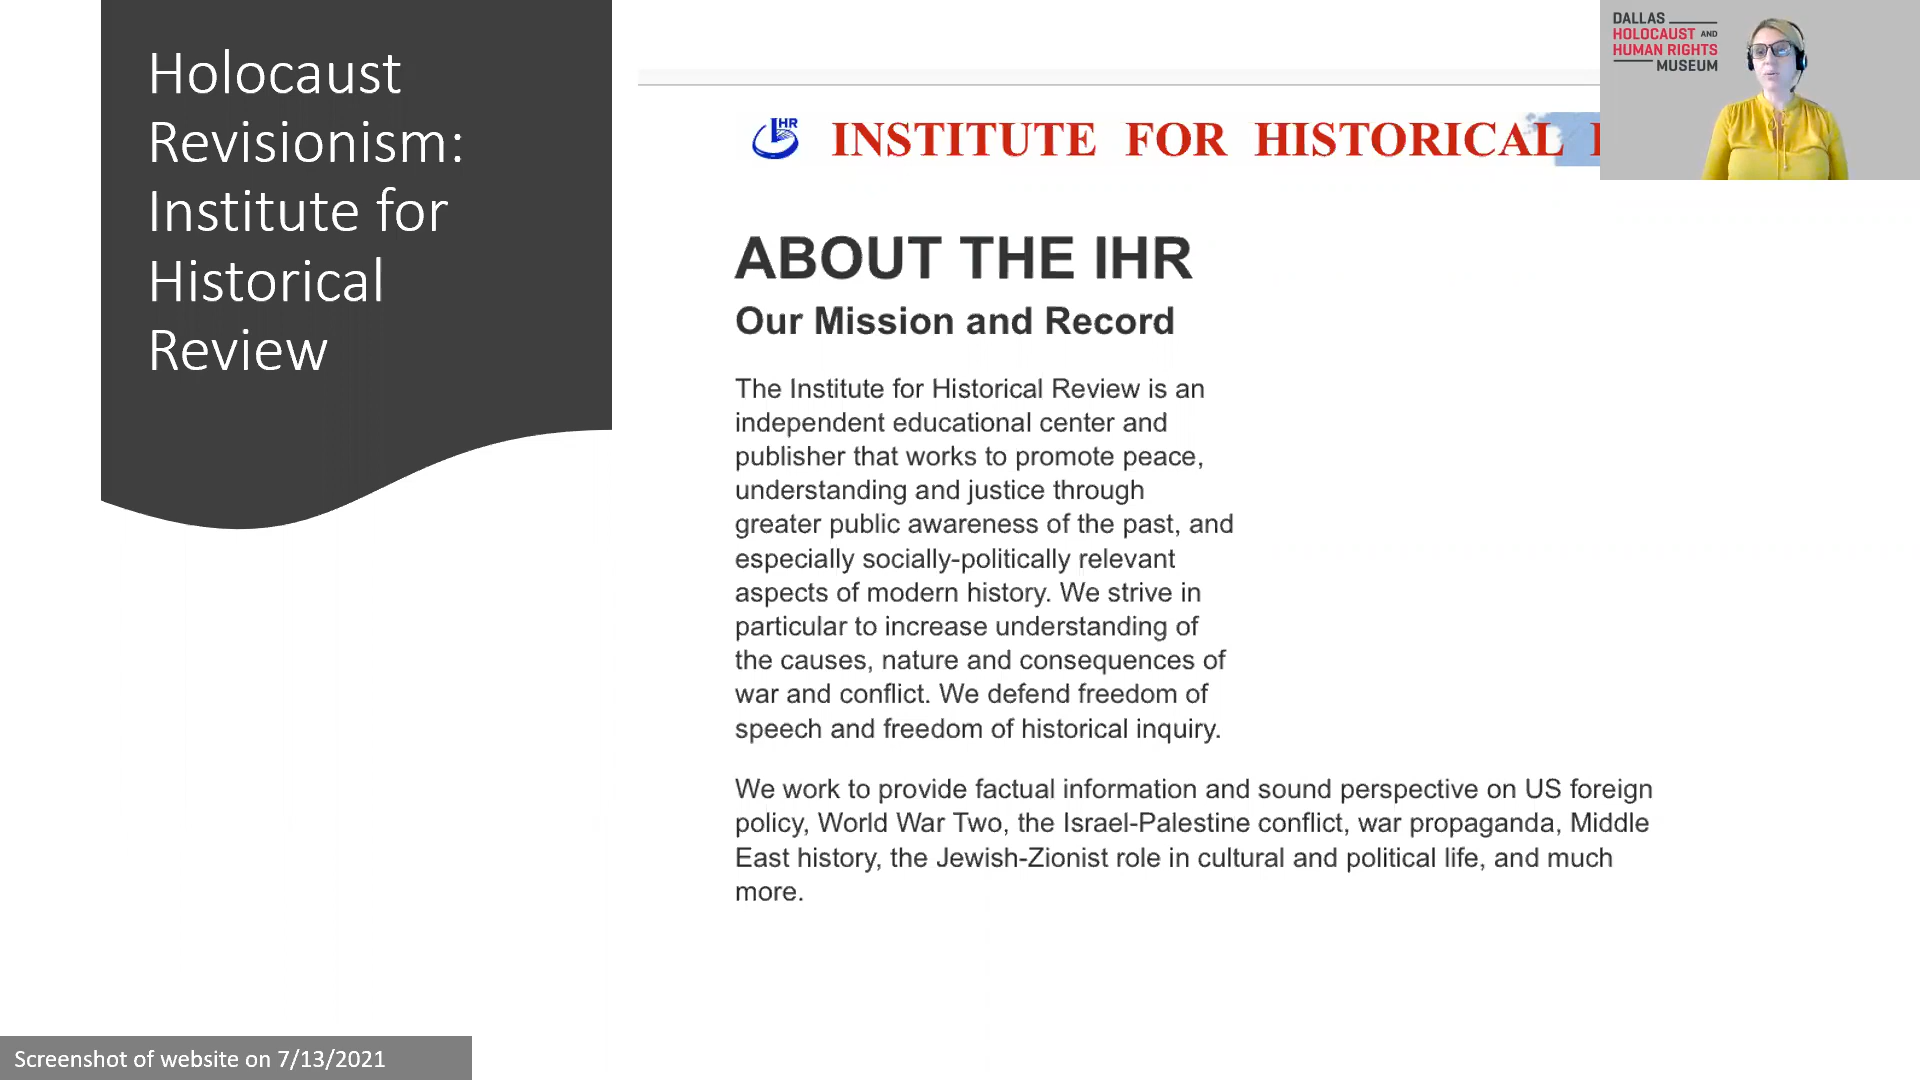 Holocaust
Revisionism:
Institute for
Historical
Review
DALLAS
HOLOCAUST AND
HUMAN RIGHTS
MUSEUM
IHR
INSTITUTE FOR HISTORICAL
ABOUT THE IHR
Our Mission and Record
The Institute for Historical Review is an
independent educational center and
publisher that works to promote peace,
understanding and justice through
greater public awareness of the past, and
especially socially-politically relevant
aspects of modern history. We strive in
particular to increase understanding of
the causes, nature and consequences of
war and conflict. We defend freedom of
speech and freedom of historical inquiry.
We work to provide factual information and sound perspective on US foreign
policy, World War Two, the Israel-Palestine conflict, war propaganda, Middle
East history, the Jewish-Zionist role in cultural and political life, and much
more.
Screenshot of website on 7/13/2021